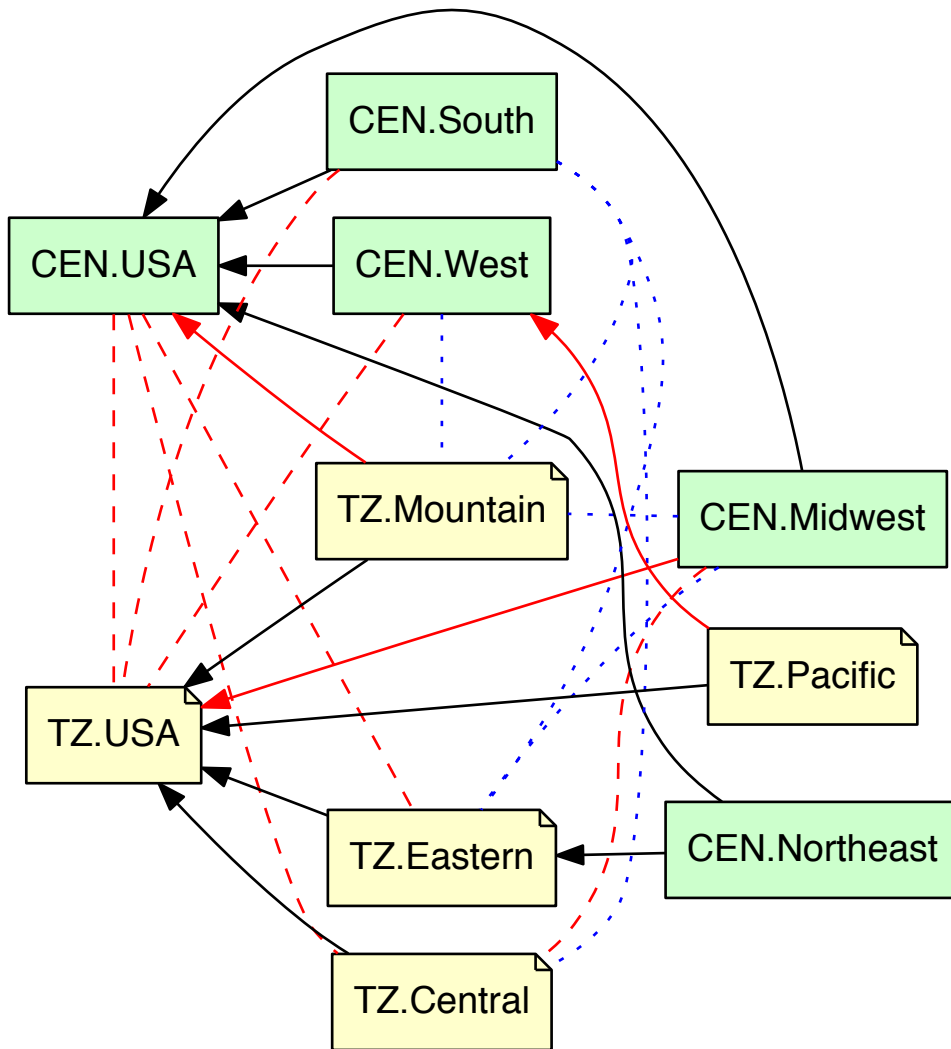 CEN.South
CEN.USA
CEN.West
TZ.Mountain
CEN.Midwest
TZ.Pacific
TZ.USA
TZ.Eastern
CEN.Northeast
TZ.Central